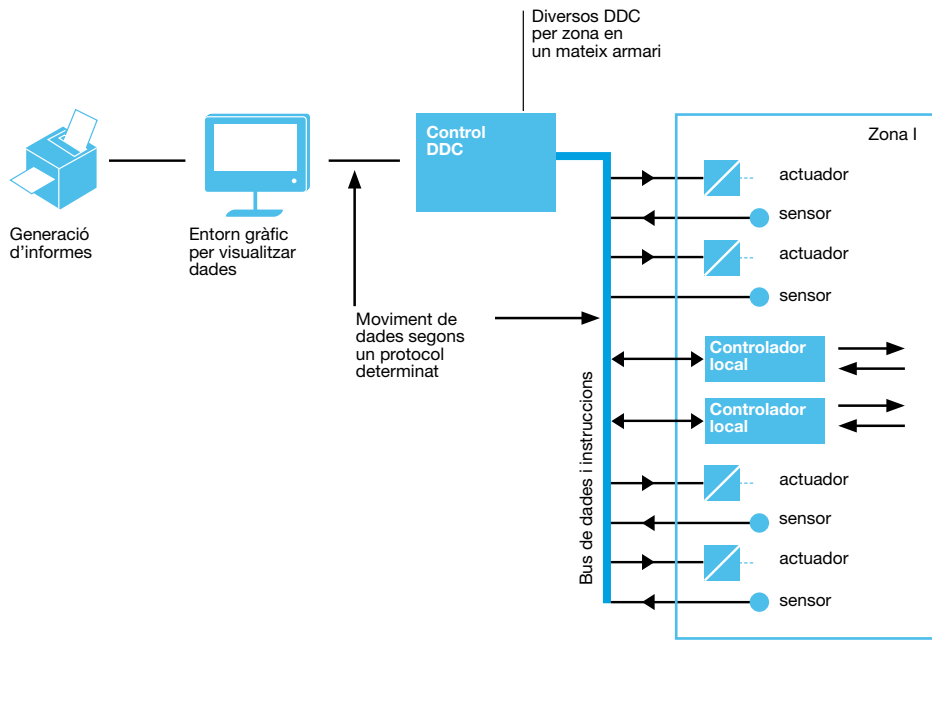 Diversos DDC
per zona en
un mateix armari
Control
DDC
Zona I
actuador
sensor
actuador
sensor
Generació
d’informes
Entorn gràfic
per visualitzar
dades
Moviment de
dades segons
un protocol
determinat
Bus de dades i instruccions
Controlador
local
Controlador
local
actuador
sensor
actuador
sensor